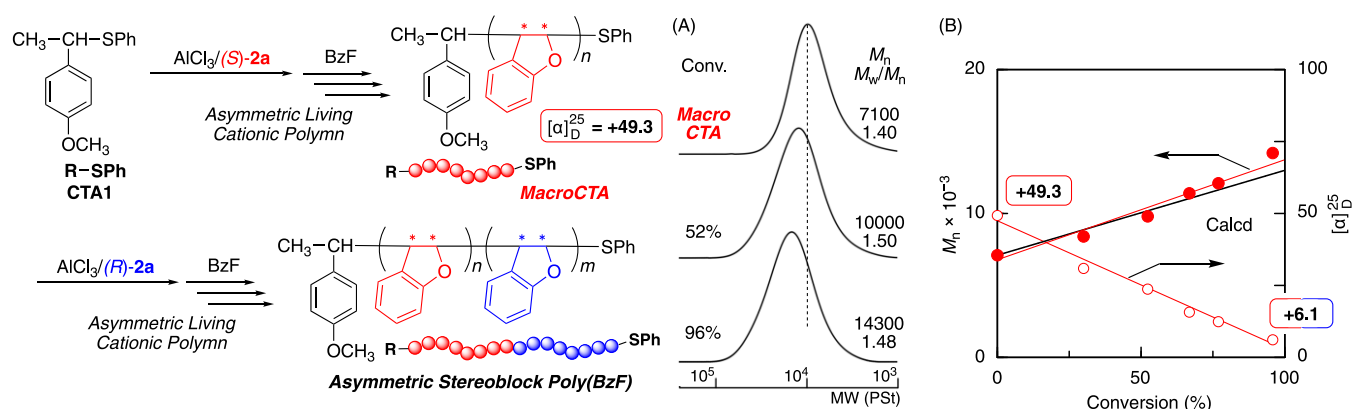 CH₃
SPh
OCH₃
R–SPh
CTA1
AlCl₃/(S)-2a
BzF
Asymmetric Living
Cationic Polymn
CH₃
* *
O
n
SPh
OCH₃
[α]D25 = +49.3
R
SPh
MacroCTA
AlCl₃/(R)-2a
BzF
Asymmetric Living
Cationic Polymn
CH₃
* *
* *
O
O
n
m
SPh
OCH₃
R
SPh
Asymmetric Stereoblock Poly(BzF)
(A)
Conv.
Mn
Mw/Mn
Macro
CTA
7100
1.40
52%
10000
1.50
96%
14300
1.48
10⁵
10⁴
10³
MW (PSt)
(B)
20
100
+49.3
Mn × 10⁻³
10
50
[α]D25
Calcd
+6.1
0
0
0
50
100
Conversion (%)